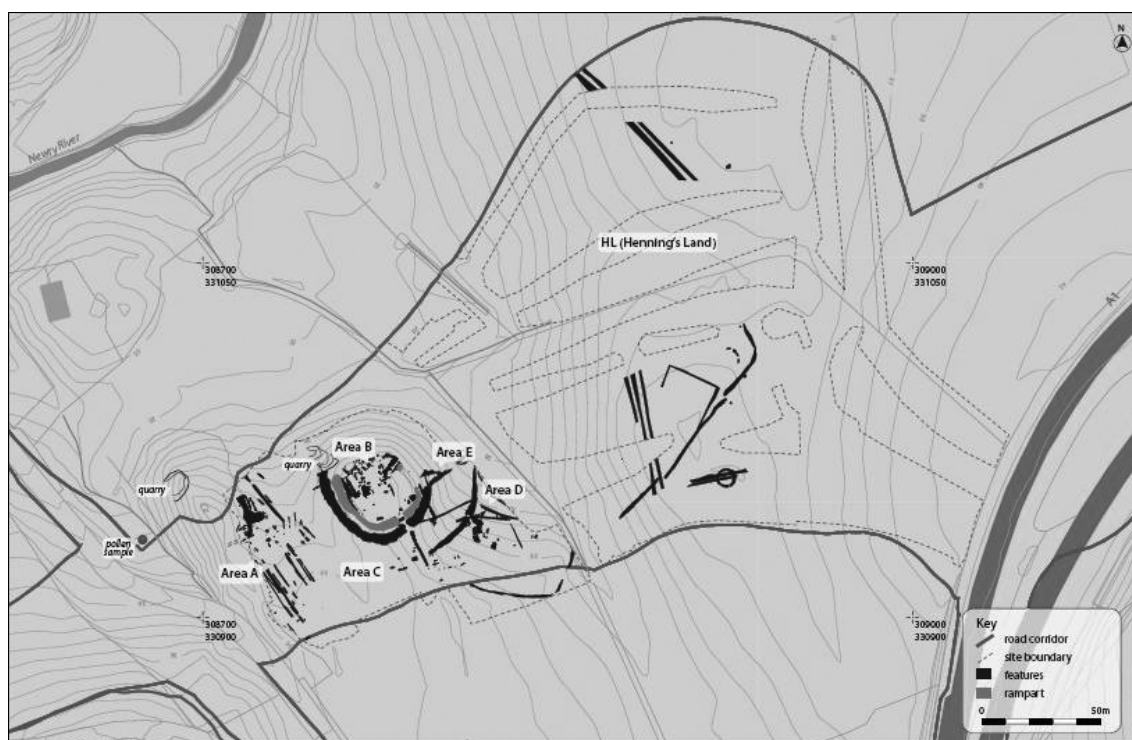 N
Newry River
HL (Henning's Land)
308700
331050
309000
331050
A1
Area B
quarry
Area E
Area D
quarry
pollen
sample
Area A
Area C
308700
330900
309000
330900
Key
road corridor
site boundary
features
rampart
0
50m